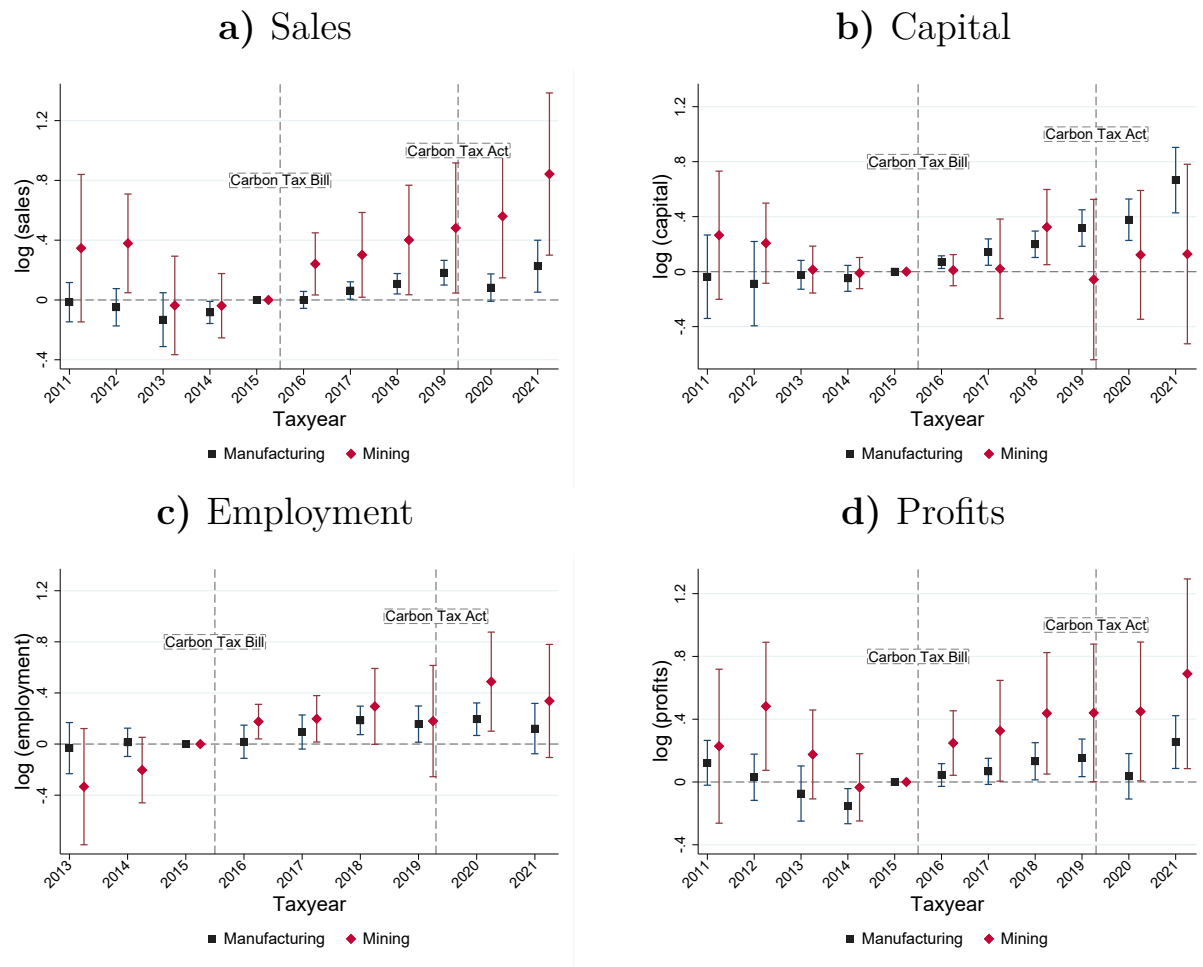 a) Sales
b) Capital
log (sales)
1.2
.8
.4
0
-.4
Carbon Tax Bill
Carbon Tax Act
2011
2012
2013
2014
2015
2016
2017
2018
2019
2020
2021
Taxyear
Manufacturing Mining
log (capital)
1.2
.8
.4
0
-.4
Carbon Tax Bill
Carbon Tax Act
2011
2012
2013
2014
2015
2016
2017
2018
2019
2020
2021
Taxyear
Manufacturing Mining
c) Employment
d) Profits
log (employment)
1.2
.8
.4
0
-.4
Carbon Tax Bill
Carbon Tax Act
2013
2014
2015
2016
2017
2018
2019
2020
2021
Taxyear
Manufacturing Mining
log (profits)
1.2
.8
.4
0
-.4
Carbon Tax Bill
Carbon Tax Act
2011
2012
2013
2014
2015
2016
2017
2018
2019
2020
2021
Taxyear
Manufacturing Mining